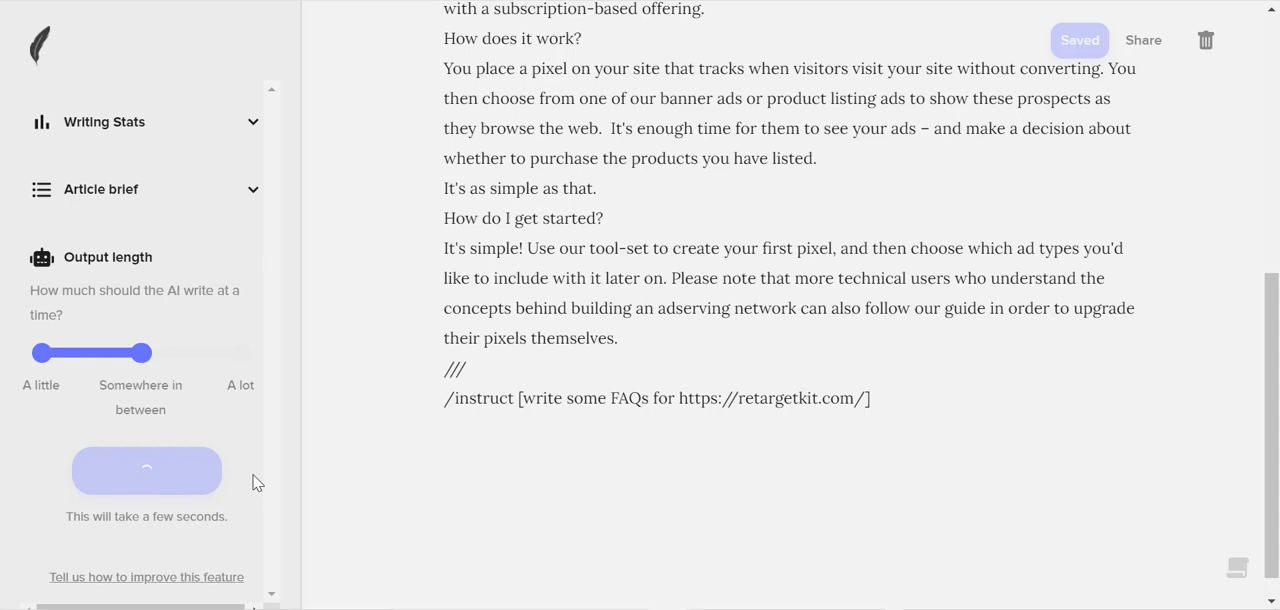 Writing Stats
Article brief
Output length
How much should the AI write at a
time?
A little
Somewhere in
between
A lot
This will take a few seconds.
Tell us how to improve this feature
Saved
Share
with a subscription-based offering.
How does it work?
You place a pixel on your site that tracks when visitors visit your site without converting. You
then choose from one of our banner ads or product listing ads to show these prospects as
they browse the web.  It's enough time for them to see your ads – and make a decision about
whether to purchase the products you have listed.
It's as simple as that.
How do I get started?
It's simple! Use our tool-set to create your first pixel, and then choose which ad types you'd
like to include with it later on. Please note that more technical users who understand the
concepts behind building an adserving network can also follow our guide in order to upgrade
their pixels themselves.
///
/instruct [write some FAQs for https://retargetkit.com/]